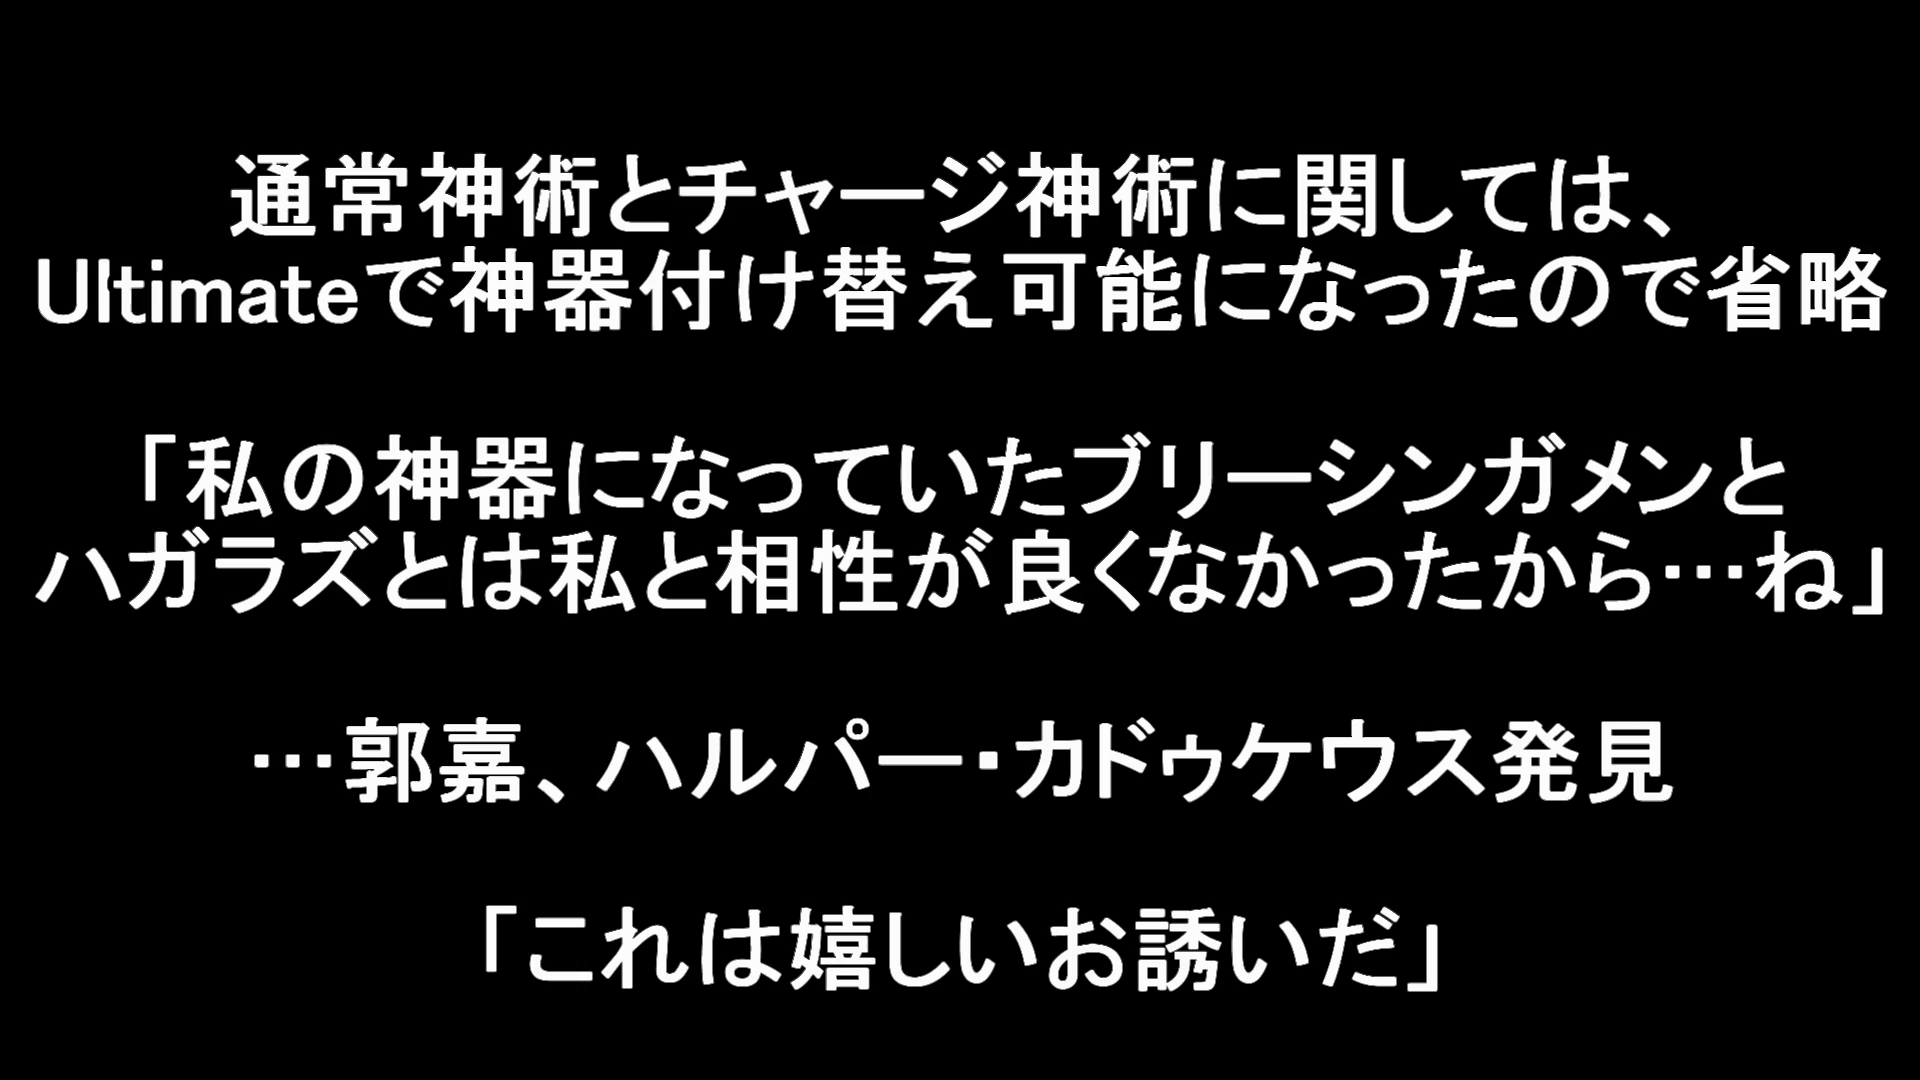 通常神術とチャージ神術に関しては、
Ultimateで神器付け替え可能になったので省略
「私の神器になっていたブリーシンガメンと
ハガラズとは私と相性が良くなかったから…ね」
…郭嘉、ハルパー・カドゥケウス発見
「これは嬉しいお誘いだ」